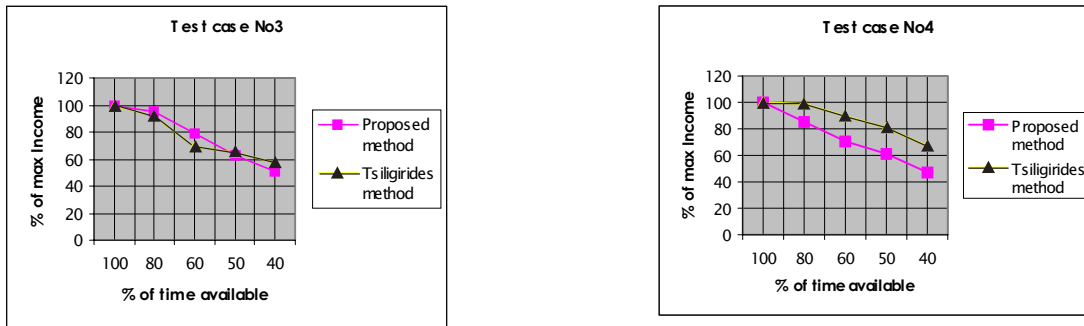 Test case No3
120
100
80
60
40
20
0
% of max Income
100 80 60 50 40
% of time available
Proposed
method
Tsiligirides
method
Test case No4
120
100
80
60
40
20
0
% of max Income
100 80 60 50 40
% of time available
Proposed
method
Tsiligirides
method